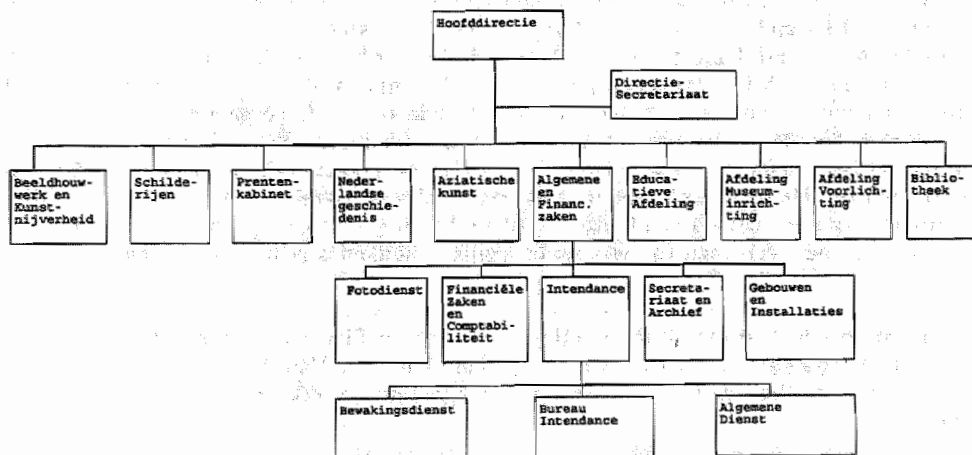 Hoofddirectie
Directie-
Secretariaat
Beeldhouw-
werk en
Kunst-
nijverheid
Schilde-
rijen
Prenten-
kabinet
Neder-
landse
geschie-
denis
Aziatische
kunst
Algemene
en
Financ.
zaken
Educa-
tieve
Afdeling
Afdeling
Museum-
inrich-
ting
Afdeling
Voorlich-
ting
Biblio-
theek
Fotodienst
Financiële
Zaken
en
Comptabi-
liteit
Intendance
Secreta-
riaat en
Archief
Gebouwen
en
Installaties
Bewakingsdienst
Bureau
Intendance
Algemene
Dienst